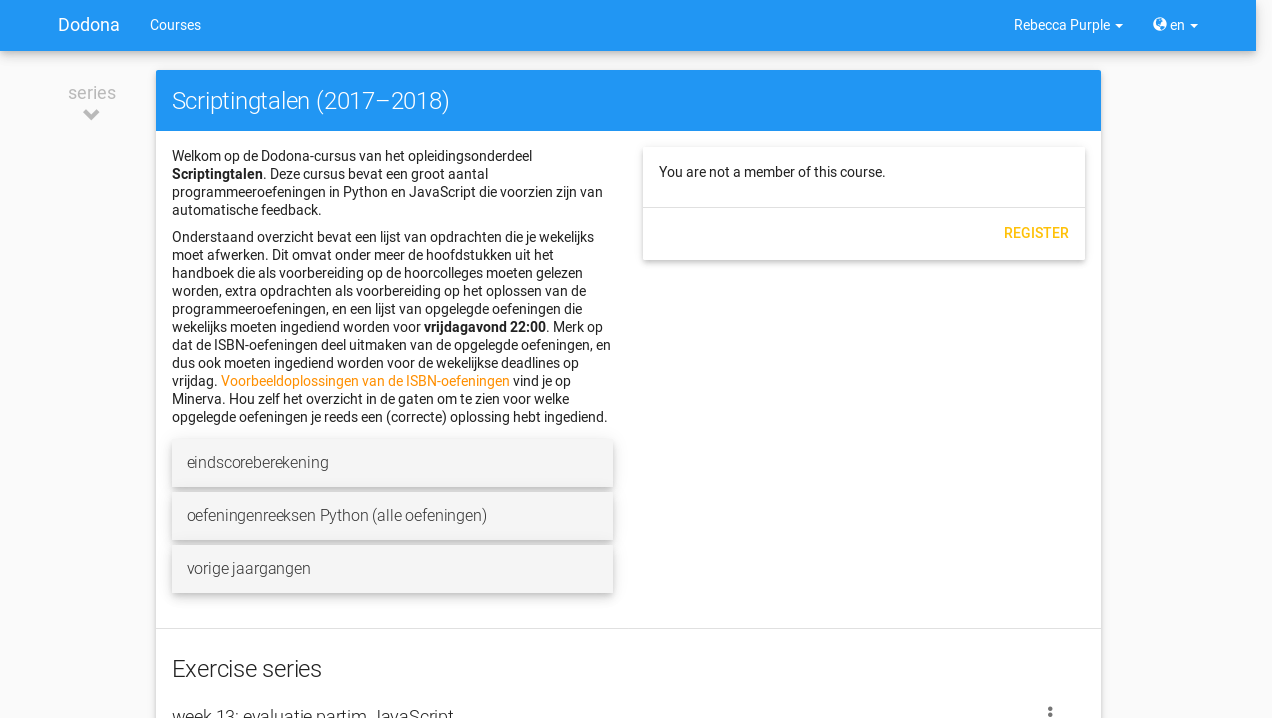 Dodona
Courses
Rebecca Purple
en
series
Scriptingtalen (2017–2018)
Welkom op de Dodona-cursus van het opleidingsonderdeel
Scriptingtalen. Deze cursus bevat een groot aantal
programmeeroefeningen in Python en JavaScript die voorzien zijn van
automatische feedback.
Onderstaand overzicht bevat een lijst van opdrachten die je wekelijks
moet afwerken. Dit omvat onder meer de hoofdstukken uit het
handboek die als voorbereiding op de hoorcolleges moeten gelezen
worden, extra opdrachten als voorbereiding op het oplossen van de
programmeeroefeningen, en een lijst van opgelegde oefeningen die
wekelijks moeten ingediend worden voor vrijdagavond 22:00. Merk op
dat de ISBN-oefeningen deel uitmaken van de opgelegde oefeningen, en
dus ook moeten ingediend worden voor de wekelijkse deadlines op
vrijdag. Voorbeeldoplossingen van de ISBN-oefeningen vind je op
Minerva. Hou zelf het overzicht in de gaten om te zien voor welke
opgelegde oefeningen je reeds een (correcte) oplossing hebt ingediend.
eindscoreberekening
oefeningenreeksen Python (alle oefeningen)
vorige jaargangen
You are not a member of this course.
REGISTER
Exercise series
week 13: evaluatie partim JavaScript